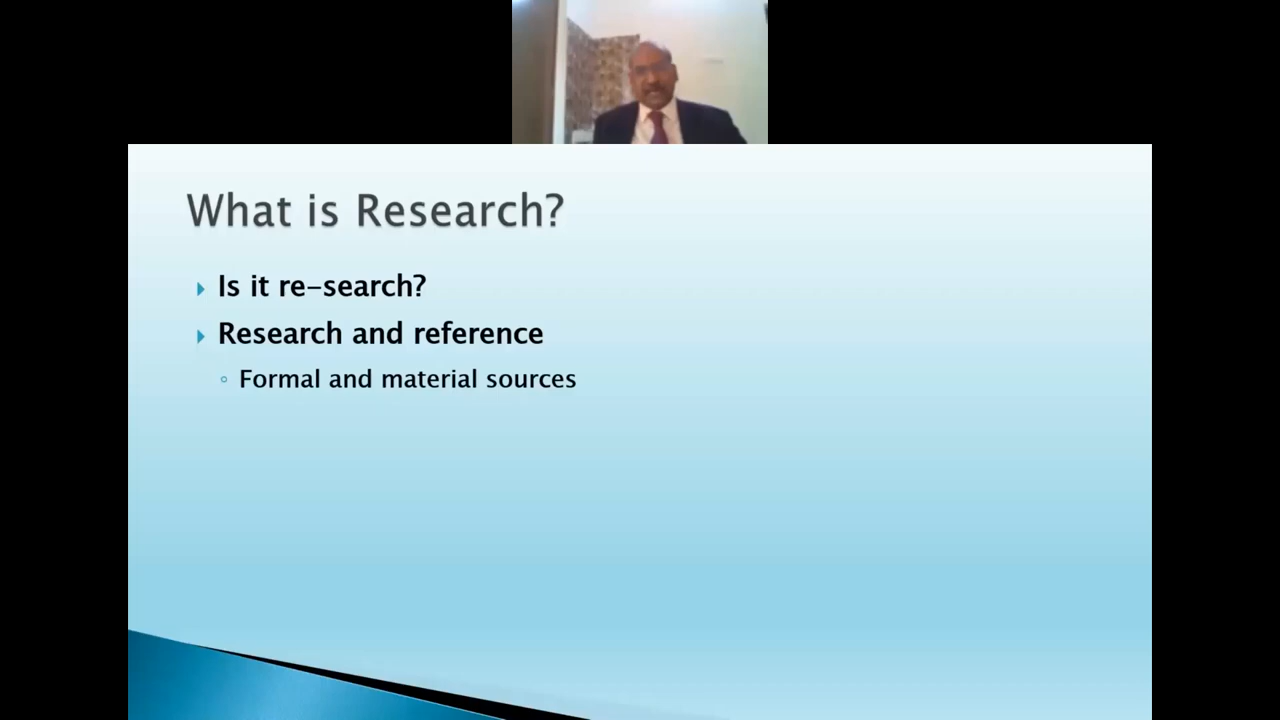 What is Research?
Is it re-search?
Research and reference
Formal and material sources